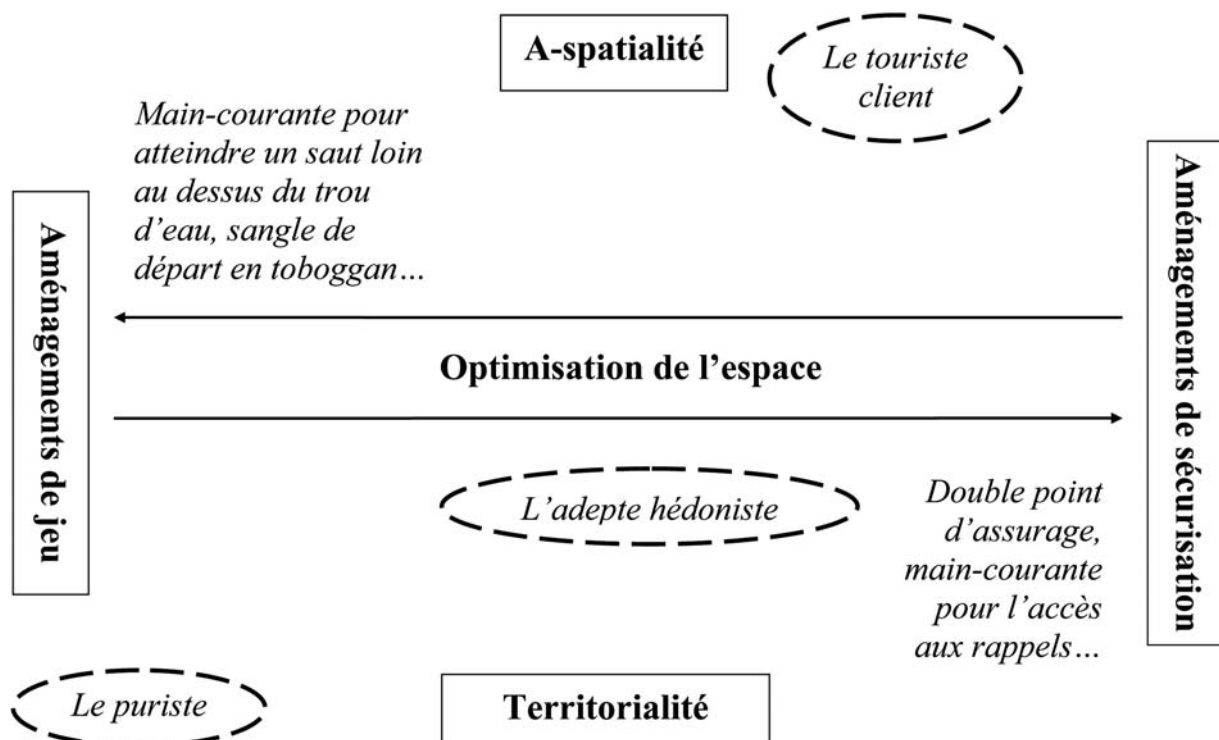 A-spatialité
Le touriste
client
Main-courante pour
atteindre un saut loin
au dessus du trou
d'eau, sangle de
départ en toboggan…
Aménagements de jeu
Aménagements de sécurisation
Optimisation de l'espace
L'adepte hédoniste
Double point
d'assurage,
main-courante
pour l'accès
aux rappels…
Le puriste
Territorialité